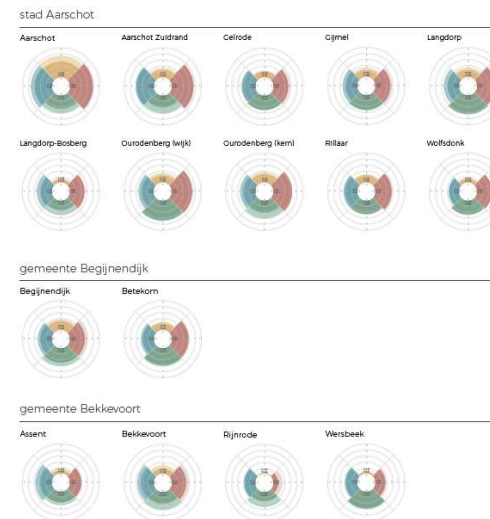 stad Aarschot
Aarschot Aarschot Zuidrand Gelrode Gijmel Langdorp
Langdorp-Bosberg Ourodenberg (wijk) Ourodenberg (kern) Rillaar Wolfsdonk
gemeente Begijnendijk
Begijnendijk Betekom
gemeente Bekkevoort
Assent Bekkevoort Rijnrode Wersbeek